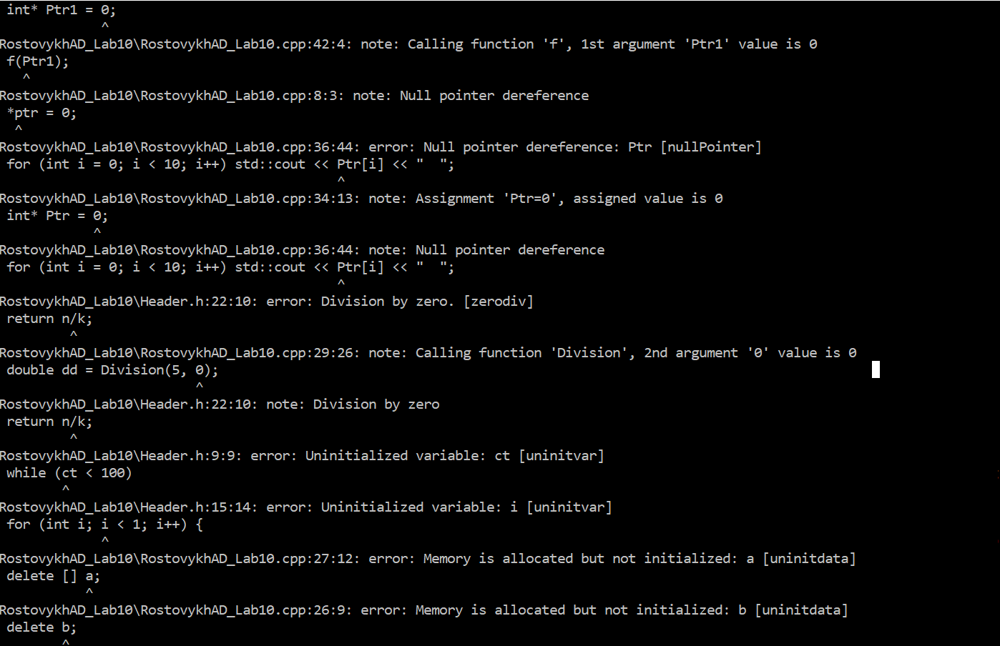 int* Ptr1 = 0;
^
RostovykhAD_Lab10\RostovykhAD_Lab10.cpp:42:4: note: Calling function 'f', 1st argument 'Ptr1' value is 0
f(Ptr1);
^
RostovykhAD_Lab10\RostovykhAD_Lab10.cpp:8:3: note: Null pointer dereference
*ptr = 0;
^
RostovykhAD_Lab10\RostovykhAD_Lab10.cpp:36:44: error: Null pointer dereference: Ptr [nullPointer]
for (int i = 0; i < 10; i++) std::cout << Ptr[i] << "  ";
^
RostovykhAD_Lab10\RostovykhAD_Lab10.cpp:34:13: note: Assignment 'Ptr=0', assigned value is 0
int* Ptr = 0;
^
RostovykhAD_Lab10\RostovykhAD_Lab10.cpp:36:44: note: Null pointer dereference
for (int i = 0; i < 10; i++) std::cout << Ptr[i] << "  ";
^
RostovykhAD_Lab10\Header.h:22:10: error: Division by zero. [zerodiv]
return n/k;
^
RostovykhAD_Lab10\RostovykhAD_Lab10.cpp:29:26: note: Calling function 'Division', 2nd argument '0' value is 0
double dd = Division(5, 0);
^
RostovykhAD_Lab10\Header.h:22:10: note: Division by zero
return n/k;
^
RostovykhAD_Lab10\Header.h:9:9: error: Uninitialized variable: ct [uninitvar]
while (ct < 100)
^
RostovykhAD_Lab10\Header.h:15:14: error: Uninitialized variable: i [uninitvar]
for (int i; i < 1; i++) {
^
RostovykhAD_Lab10\RostovykhAD_Lab10.cpp:27:12: error: Memory is allocated but not initialized: a [uninitdata]
delete [] a;
^
RostovykhAD_Lab10\RostovykhAD_Lab10.cpp:26:9: error: Memory is allocated but not initialized: b [uninitdata]
delete b;
^